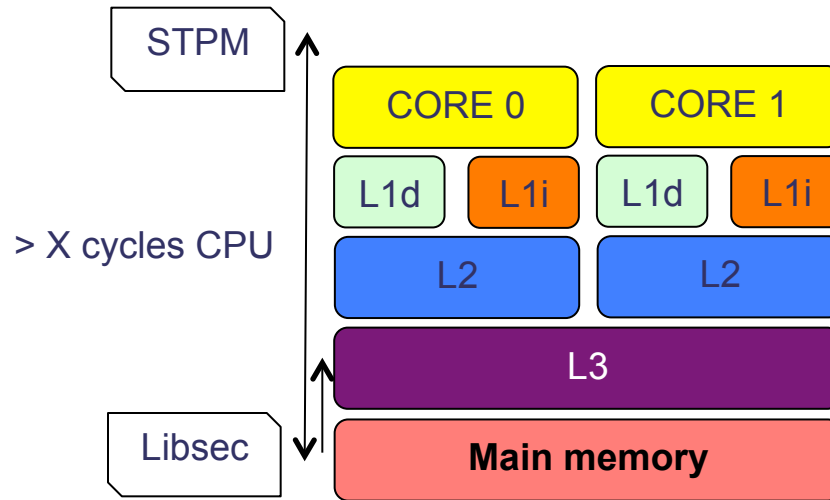 STPM
CORE 0
CORE 1
L1d
L1i
L1d
L1i
> X cycles CPU
L2
L2
L3
Libsec
Main memory